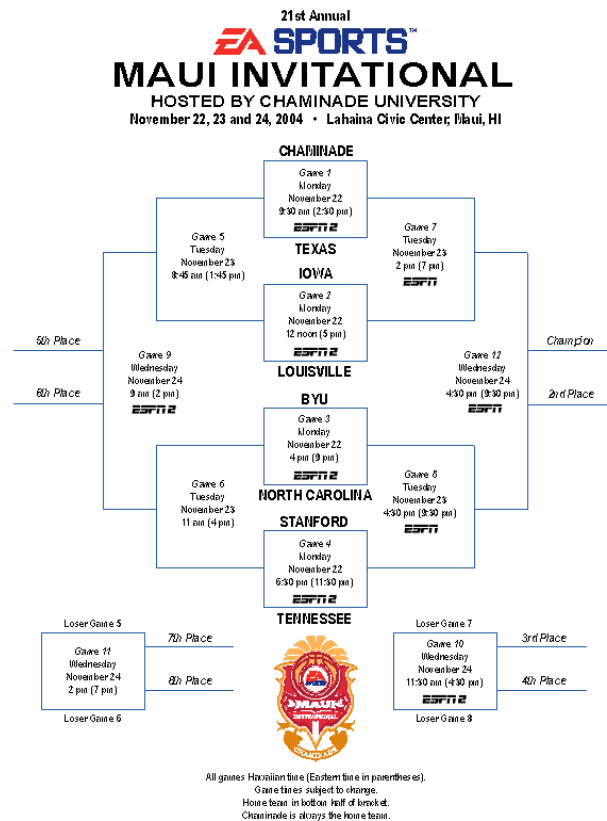 21st Annual
EA SPORTS™
MAUI INVITATIONAL
HOSTED BY CHAMINADE UNIVERSITY
November 22, 23 and 24, 2004 • Lahaina Civic Center, Maui, HI
CHAMINADE
Game 1
Monday
November 22
9:30 am (2:30 pm)
ESPN2
TEXAS
Game 5
Tuesday
November 23
8:45 am (1:45 pm)
Game 7
Tuesday
November 23
2 pm (7 pm)
ESPN
IOWA
Game 2
Monday
November 22
12 noon (5 pm)
ESPN2
LOUISVILLE
5th Place
Game 9
Wednesday
November 24
9 am (2 pm)
ESPN2
6th Place
Champion
Game 12
Wednesday
November 24
4:30 pm (9:30 pm)
ESPN
2nd Place
BYU
Game 3
Monday
November 22
4 pm (9 pm)
ESPN2
NORTH CAROLINA
Game 6
Tuesday
November 23
11 am (4 pm)
Game 8
Tuesday
November 23
4:30 pm (9:30 pm)
ESPN
STANFORD
Game 4
Monday
November 22
6:30 pm (11:30 pm)
ESPN2
TENNESSEE
Loser Game 5
Game 11
Wednesday
November 24
2 pm (7 pm)
Loser Game 6
7th Place
8th Place
EA
SPORTS
MAUI
INVITATIONAL
CHAMINADE
Loser Game 7
Game 10
Wednesday
November 24
11:30 am (4:30 pm)
ESPN2
Loser Game 8
3rd Place
4th Place
All games Hawaiian time (Eastern time in parentheses).
Game times subject to change.
Home team in bottom half of bracket.
Chaminade is always the home team.